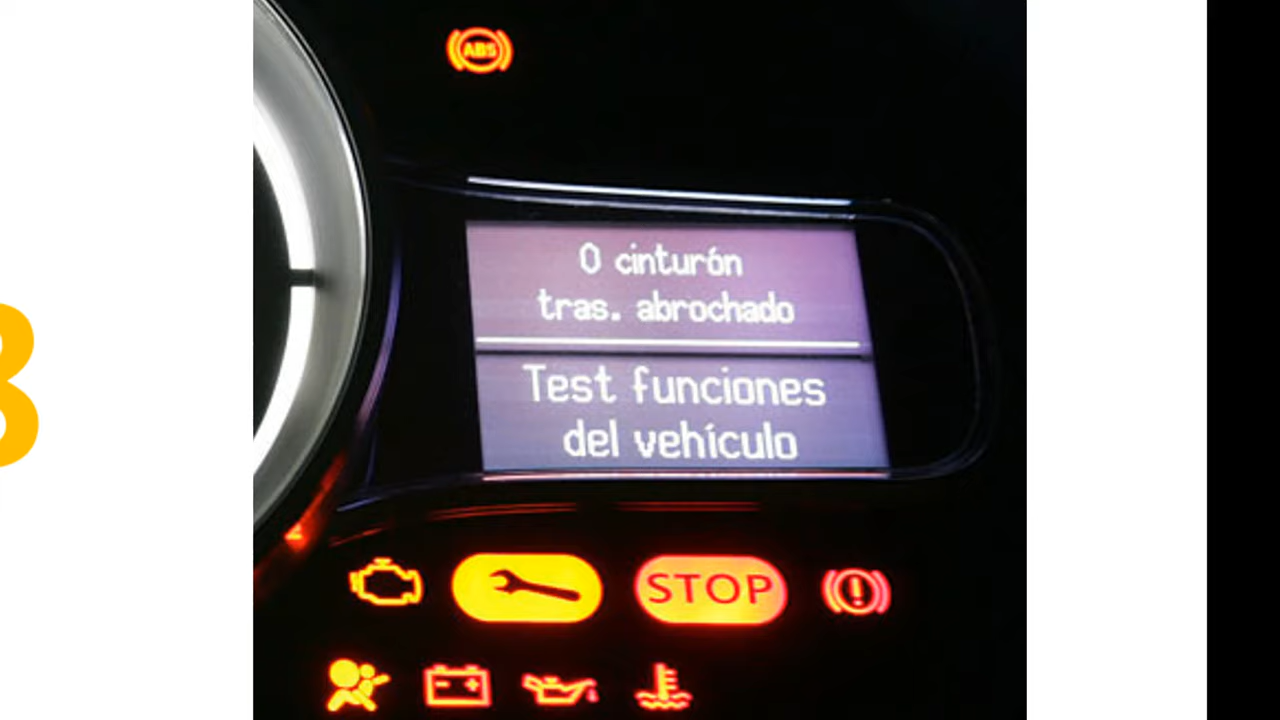 ABS
0 cinturón
tras. abrochado
Test funciones
del vehículo
STOP